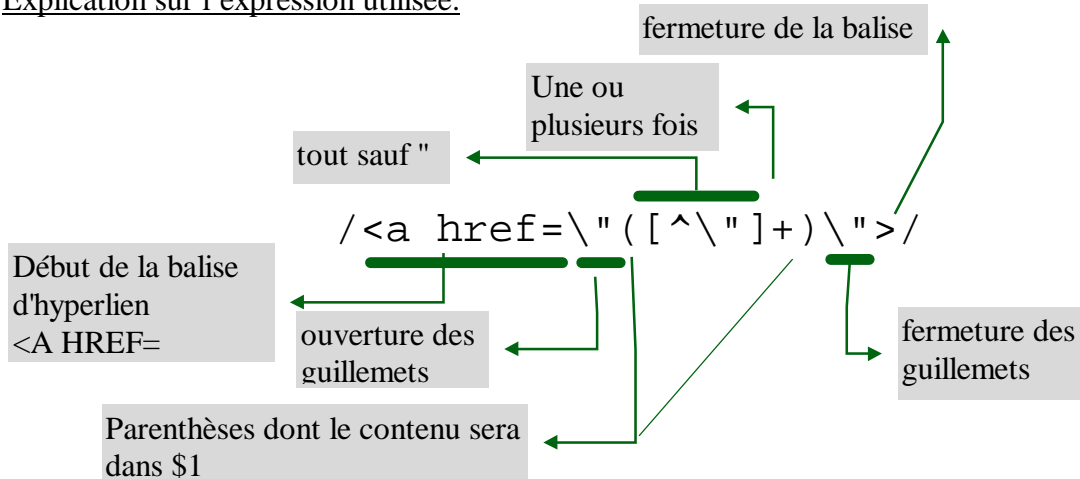 Explication sur l'expression utilisée:
fermeture de la balise
Une ou
plusieurs fois
tout sauf "
/<a href=\"([^\"]+)\">/
Début de la balise
d'hyperlien
<A HREF=
ouverture des
guillemets
fermeture des
guillemets
Parenthèses dont le contenu sera
dans $1